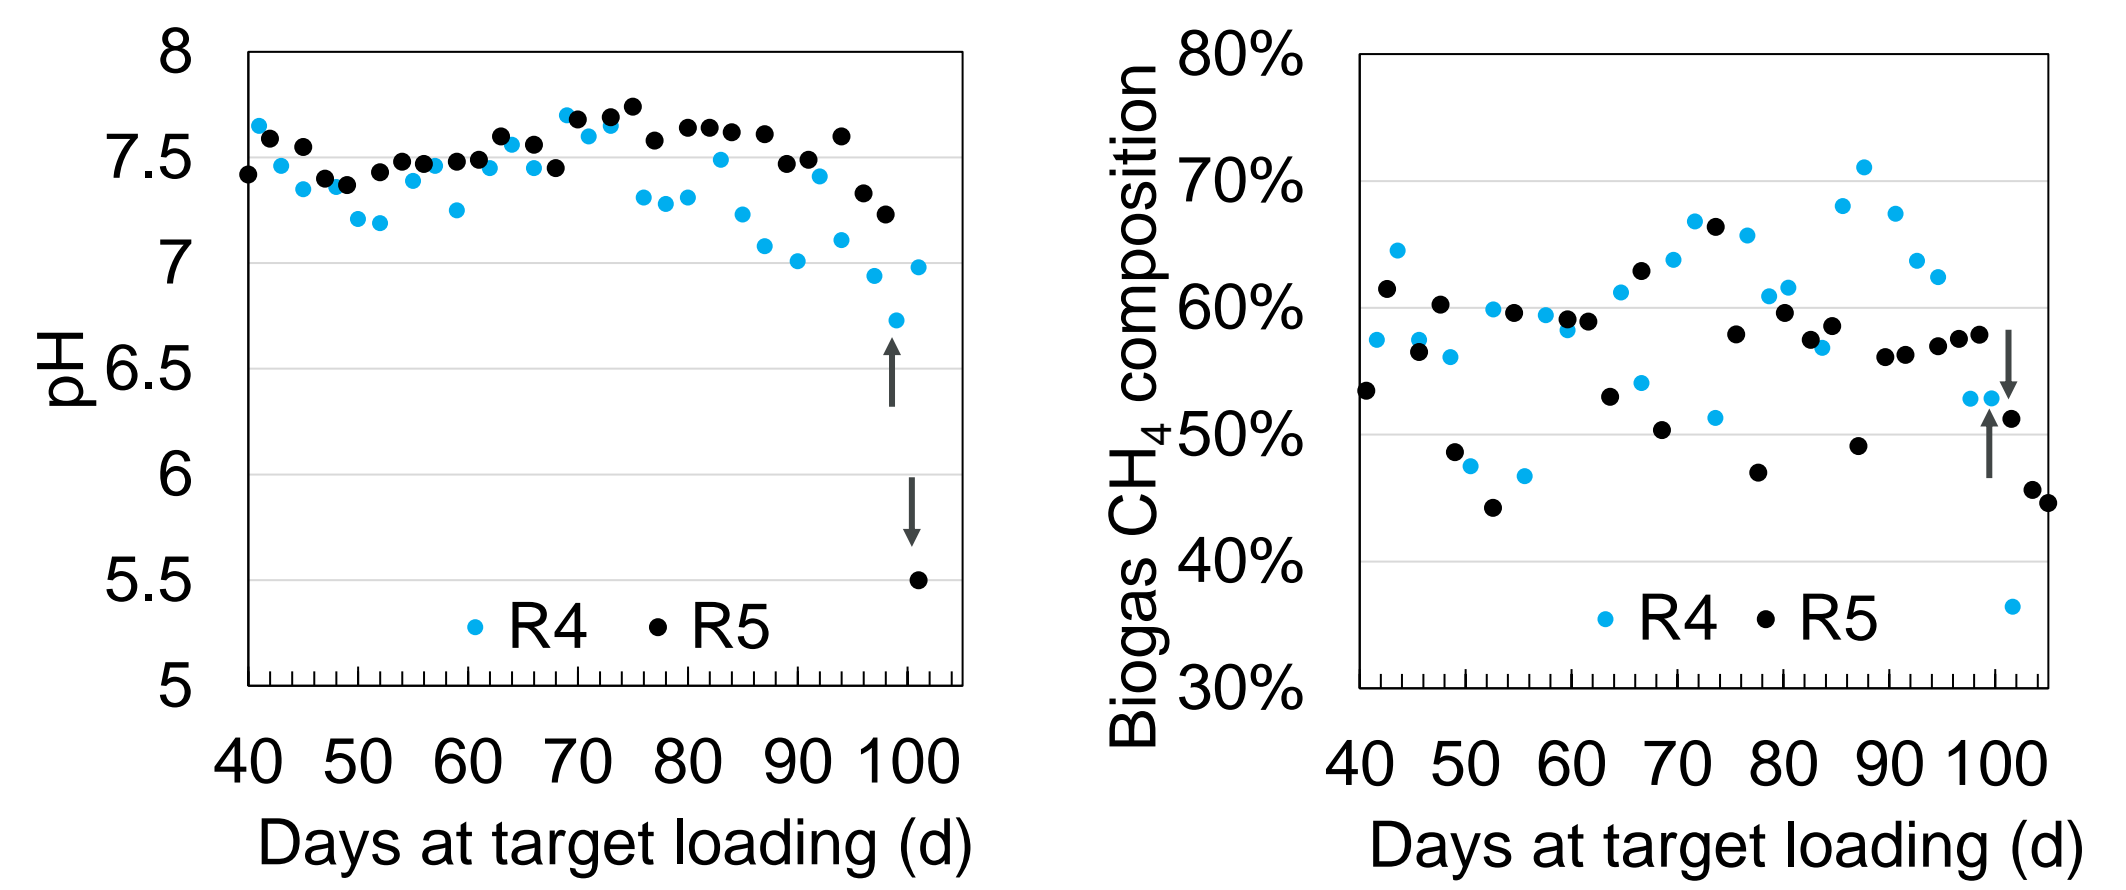 pH
8
7.5
7
6.5
6
5.5
5
R4 R5
40 50 60 70 80 90 100
Days at target loading (d)
Biogas CH₄ composition
80%
70%
60%
50%
40%
30%
R4 R5
40 50 60 70 80 90 100
Days at target loading (d)